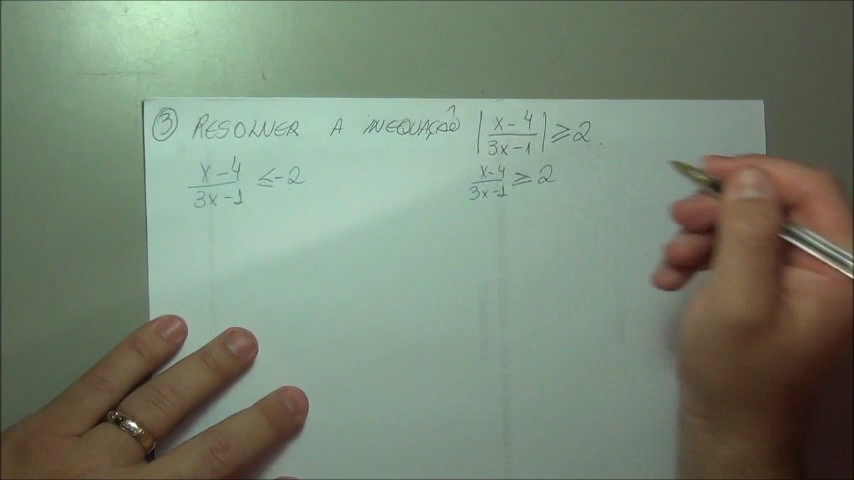 ③ RESOLVER A INEQUAÇÃO |x-4/3x-1| ≥ 2.
x-4/3x-1 ≤ -2
x-4/3x-1 ≥ 2